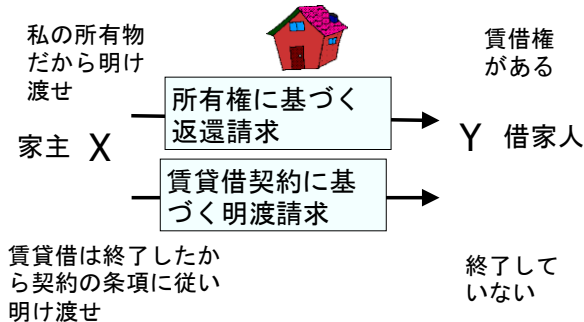 私の所有物
だから明け
渡せ
賃借権
がある
所有権に基づく
返還請求
家主 X
Y 借家人
賃貸借契約に基
づく明渡請求
賃貸借は終了したか
ら契約の条項に従い
明け渡せ
終了して
いない